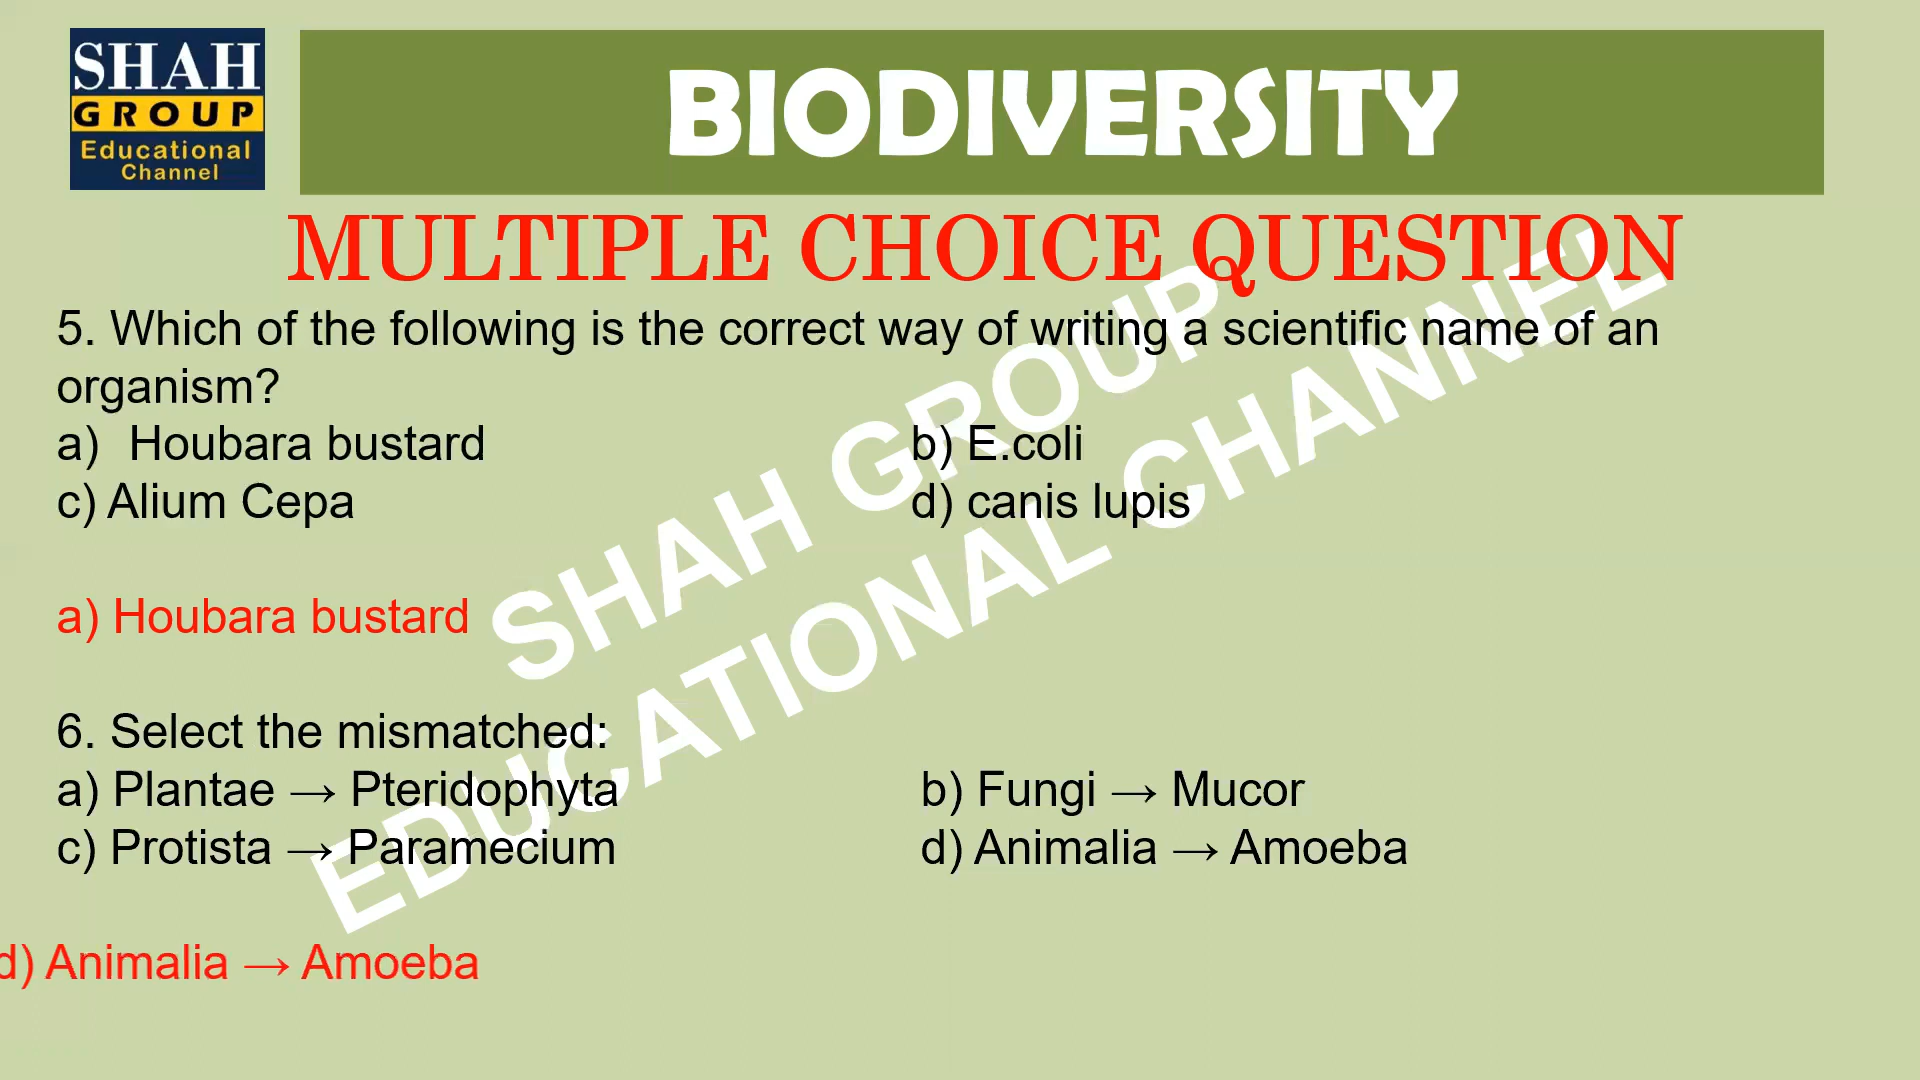 SHAH
GROUP
Educational
Channel
BIODIVERSITY
MULTIPLE CHOICE QUESTION
5. Which of the following is the correct way of writing a scientific name of an
organism?
a) Houbara bustard b) E.coli
c) Alium Cepa d) canis lupis
a) Houbara bustard
6. Select the mismatched:
a) Plantae → Pteridophyta b) Fungi → Mucor
c) Protista → Paramecium d) Animalia → Amoeba
d) Animalia → Amoeba
SHAH GROUP
EDUCATIONAL CHANNEL